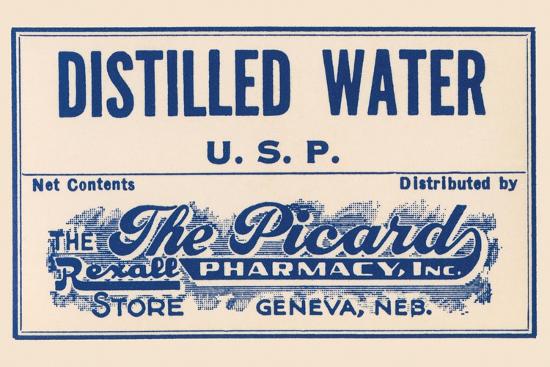 DISTILLED WATER
U. S. P.
Net Contents Distributed by
The Picard
PHARMACY, INC.
THE
Rexall
STORE
GENEVA, NEB.